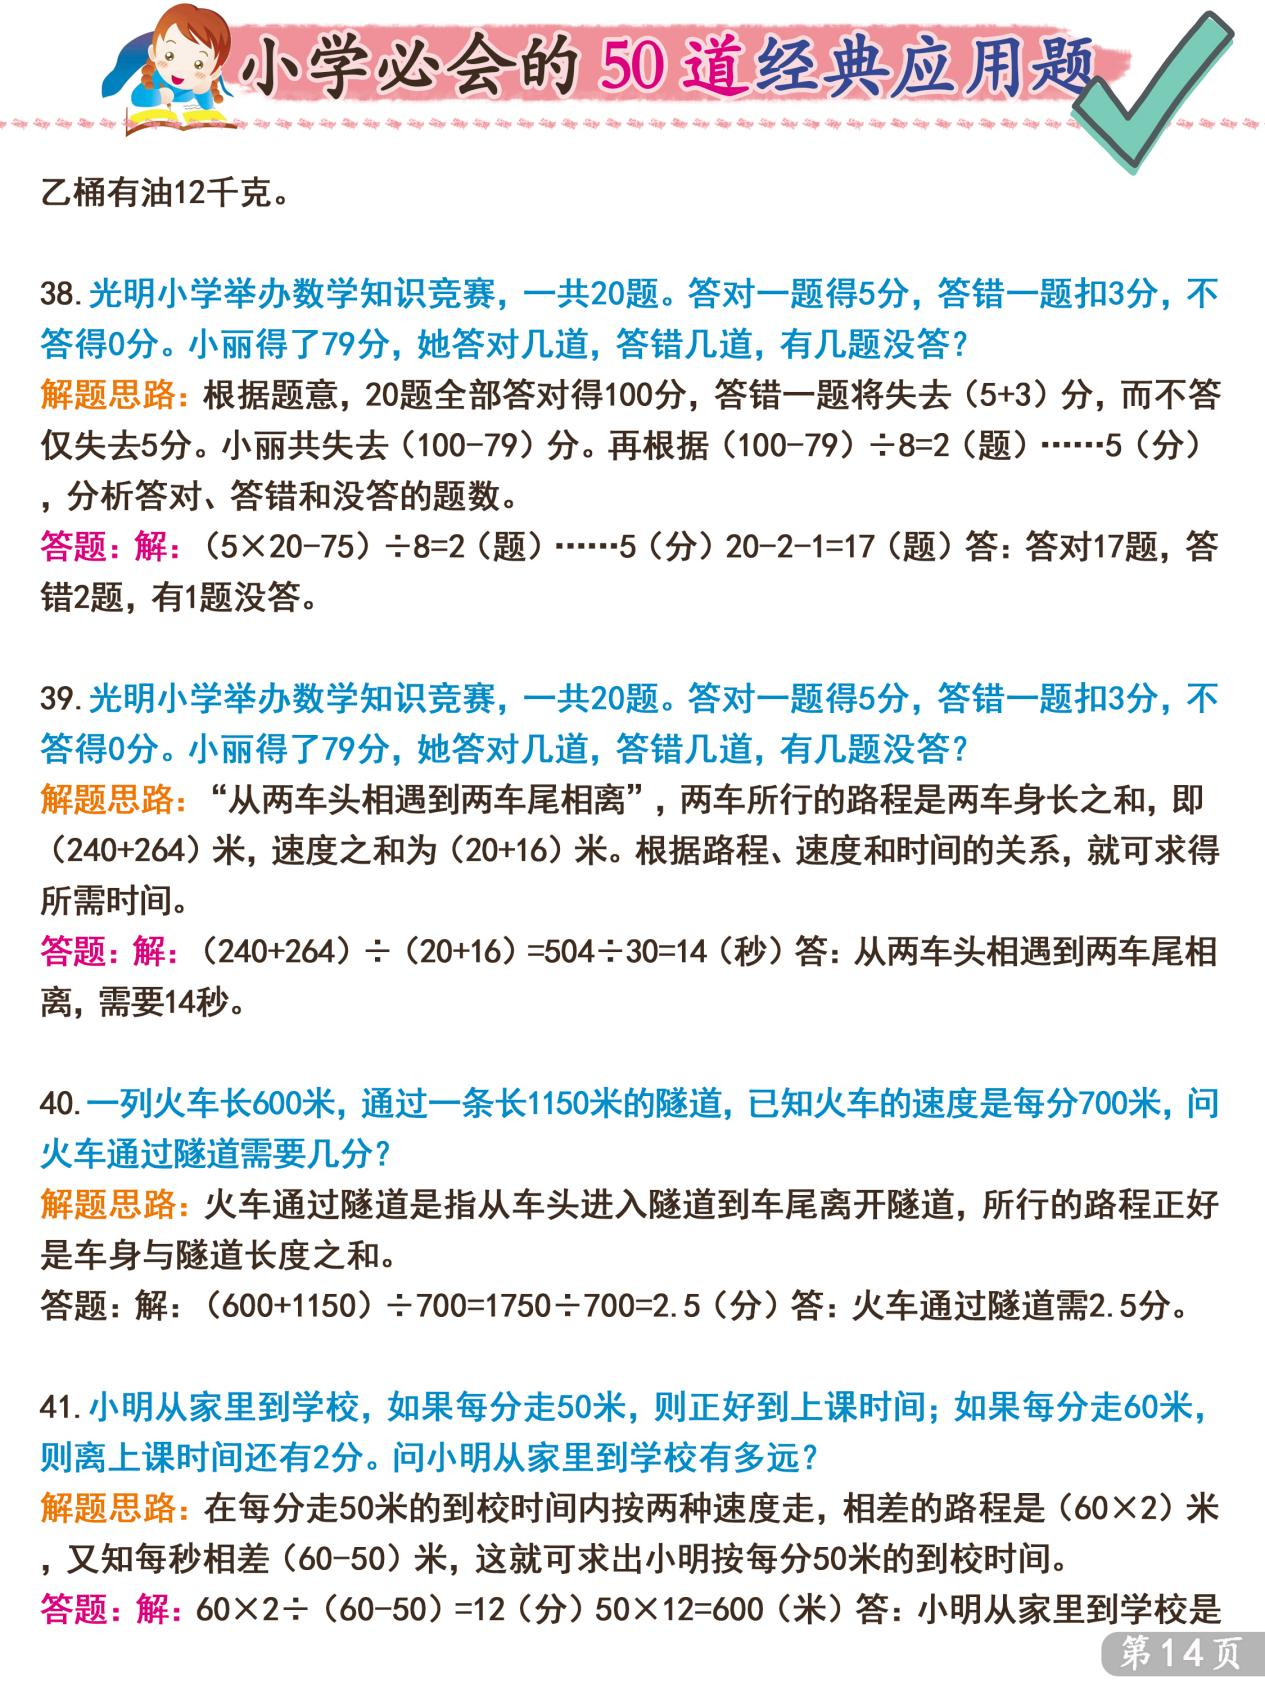 小学必会的50道经典应用题
乙桶有油12千克。
38.光明小学举办数学知识竞赛，一共20题。答对一题得5分，答错一题扣3分，不
答得0分。小丽得了79分，她答对几道，答错几道，有几题没答？
解题思路：根据题意，20题全部答对得100分，答错一题将失去（5+3）分，而不答
仅失去5分。小丽共失去（100-79）分。再根据（100-79）÷8=2（题）……5（分）
，分析答对、答错和没答的题数。
答题：解：（5×20-75）÷8=2（题）……5（分）20-2-1=17（题）答：答对17题，答
错2题，有1题没答。
39.光明小学举办数学知识竞赛，一共20题。答对一题得5分，答错一题扣3分，不
答得0分。小丽得了79分，她答对几道，答错几道，有几题没答？
解题思路：“从两车头相遇到两车尾相离”，两车所行的路程是两车身长之和，即
（240+264）米，速度之和为（20+16）米。根据路程、速度和时间的关系，就可求得
所需时间。
答题：解：（240+264）÷（20+16）=504÷30=14（秒）答：从两车头相遇到两车尾相
离，需要14秒。
40.一列火车长600米，通过一条长1150米的隧道，已知火车的速度是每分700米，问
火车通过隧道需要几分？
解题思路：火车通过隧道是指从车头进入隧道到车尾离开隧道，所行的路程正好
是车身与隧道长度之和。
答题：解：（600+1150）÷700=1750÷700=2.5（分）答：火车通过隧道需2.5分。
41.小明从家里到学校，如果每分走50米，则正好到上课时间；如果每分走60米，
则离上课时间还有2分。问小明从家里到学校有多远？
解题思路：在每分走50米的到校时间内按两种速度走，相差的路程是（60×2）米
，又知每秒相差（60-50）米，这就可求出小明按每分50米的到校时间。
答题：解：60×2÷（60-50）=12（分）50×12=600（米）答：小明从家里到学校是
第14页